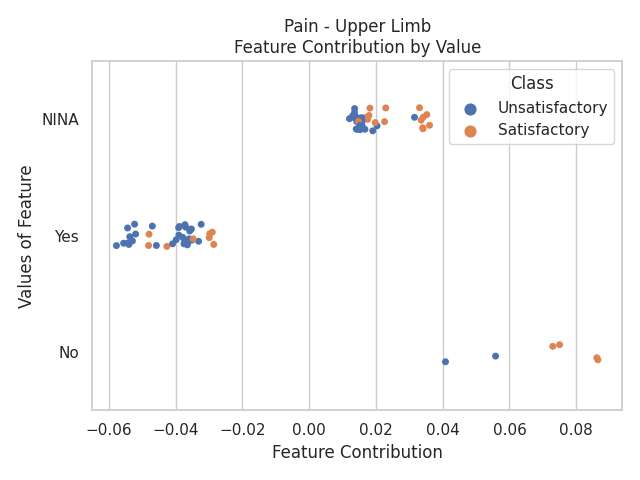 Pain - Upper Limb
Feature Contribution by Value
Class
Unsatisfactory
Satisfactory
NINA
Yes
No
Values of Feature
−0.06 −0.04 −0.02 0.00 0.02 0.04 0.06 0.08
Feature Contribution